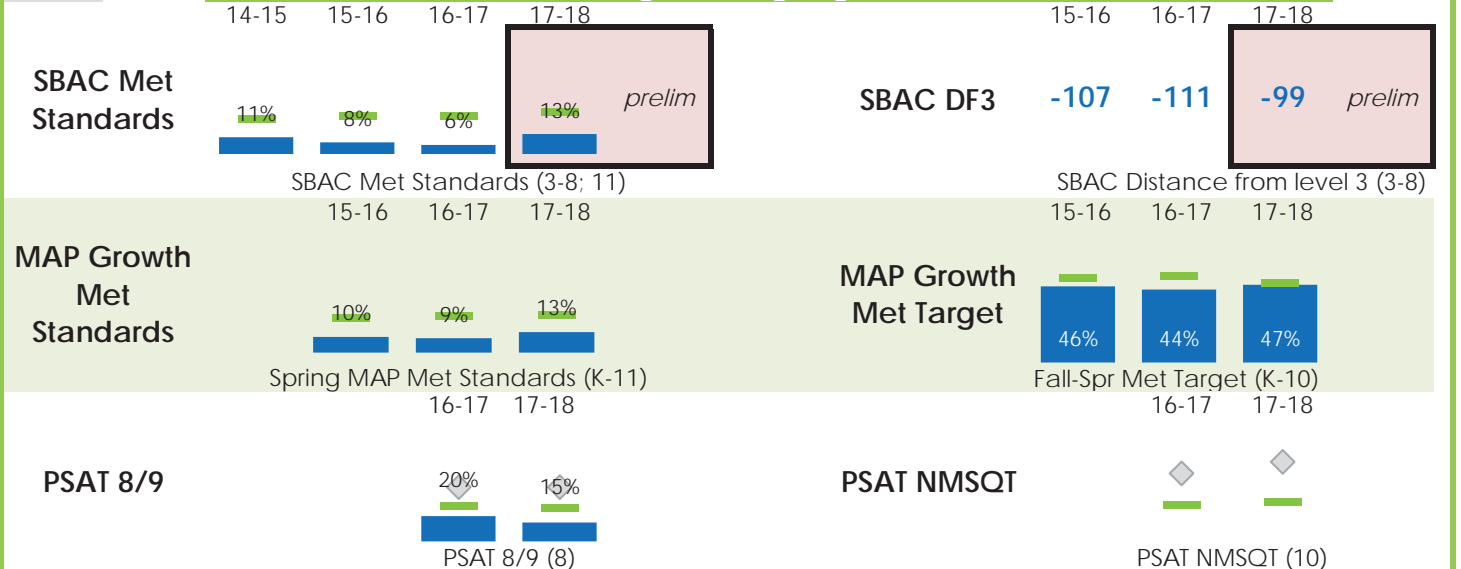 14-15 15-16 16-17 17-18
15-16 16-17 17-18
SBAC Met
Standards
11% 8% 6% 13% prelim
SBAC Met Standards (3-8; 11)
SBAC DF3
-107 -111 -99 prelim
SBAC Distance from level 3 (3-8)
15-16 16-17 17-18
MAP Growth
Met
Standards
10% 9% 13%
Spring MAP Met Standards (K-11)
15-16 16-17 17-18
MAP Growth
Met Target
46% 44% 47%
Fall-Spr Met Target (K-10)
16-17 17-18
PSAT 8/9
20% 15%
PSAT 8/9 (8)
16-17 17-18
PSAT NMSQT
PSAT NMSQT (10)